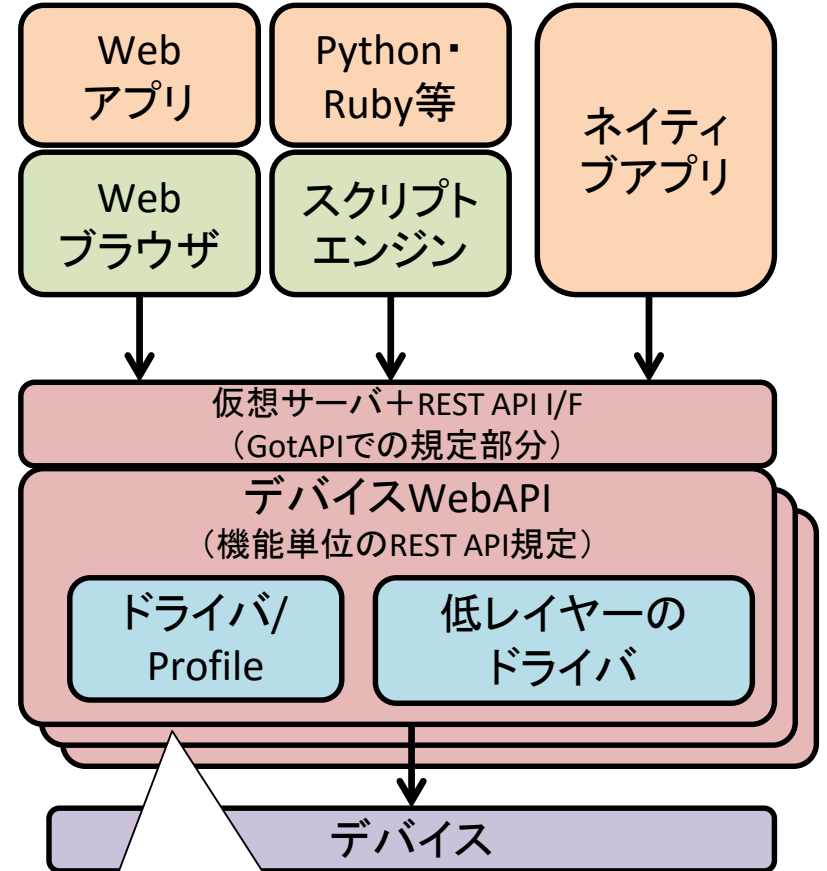 Web
アプリ
Python・
Ruby等
ネイティ
ブアプリ
Web
ブラウザ
スクリプト
エンジン
仮想サーバ＋REST API I/F
（GotAPIでの規定部分）
デバイスWebAPI
（機能単位のREST API規定）
ドライバ/
Profile
低レイヤーの
ドライバ
デバイス